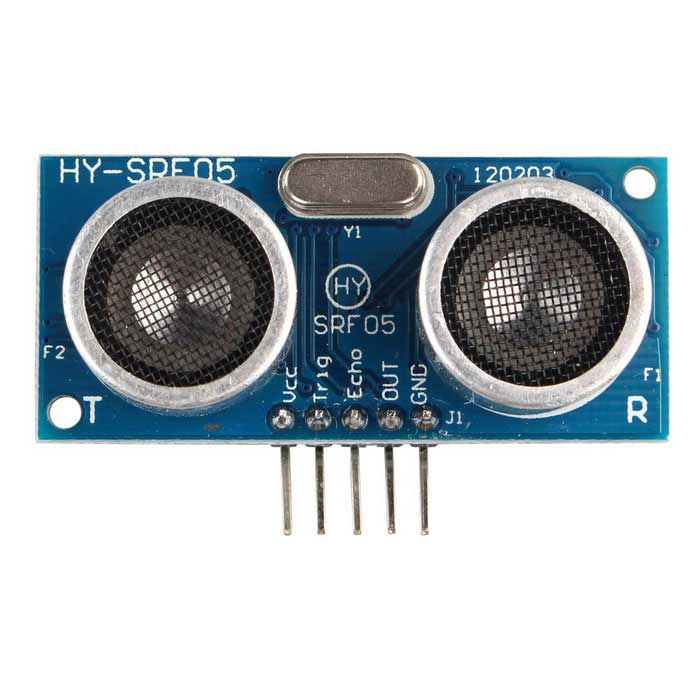 HY-SRF05
120203
Y1
HY
SRF05
F2
F1
Vcc
Trig
Echo
OUT
GND
T
J1
R